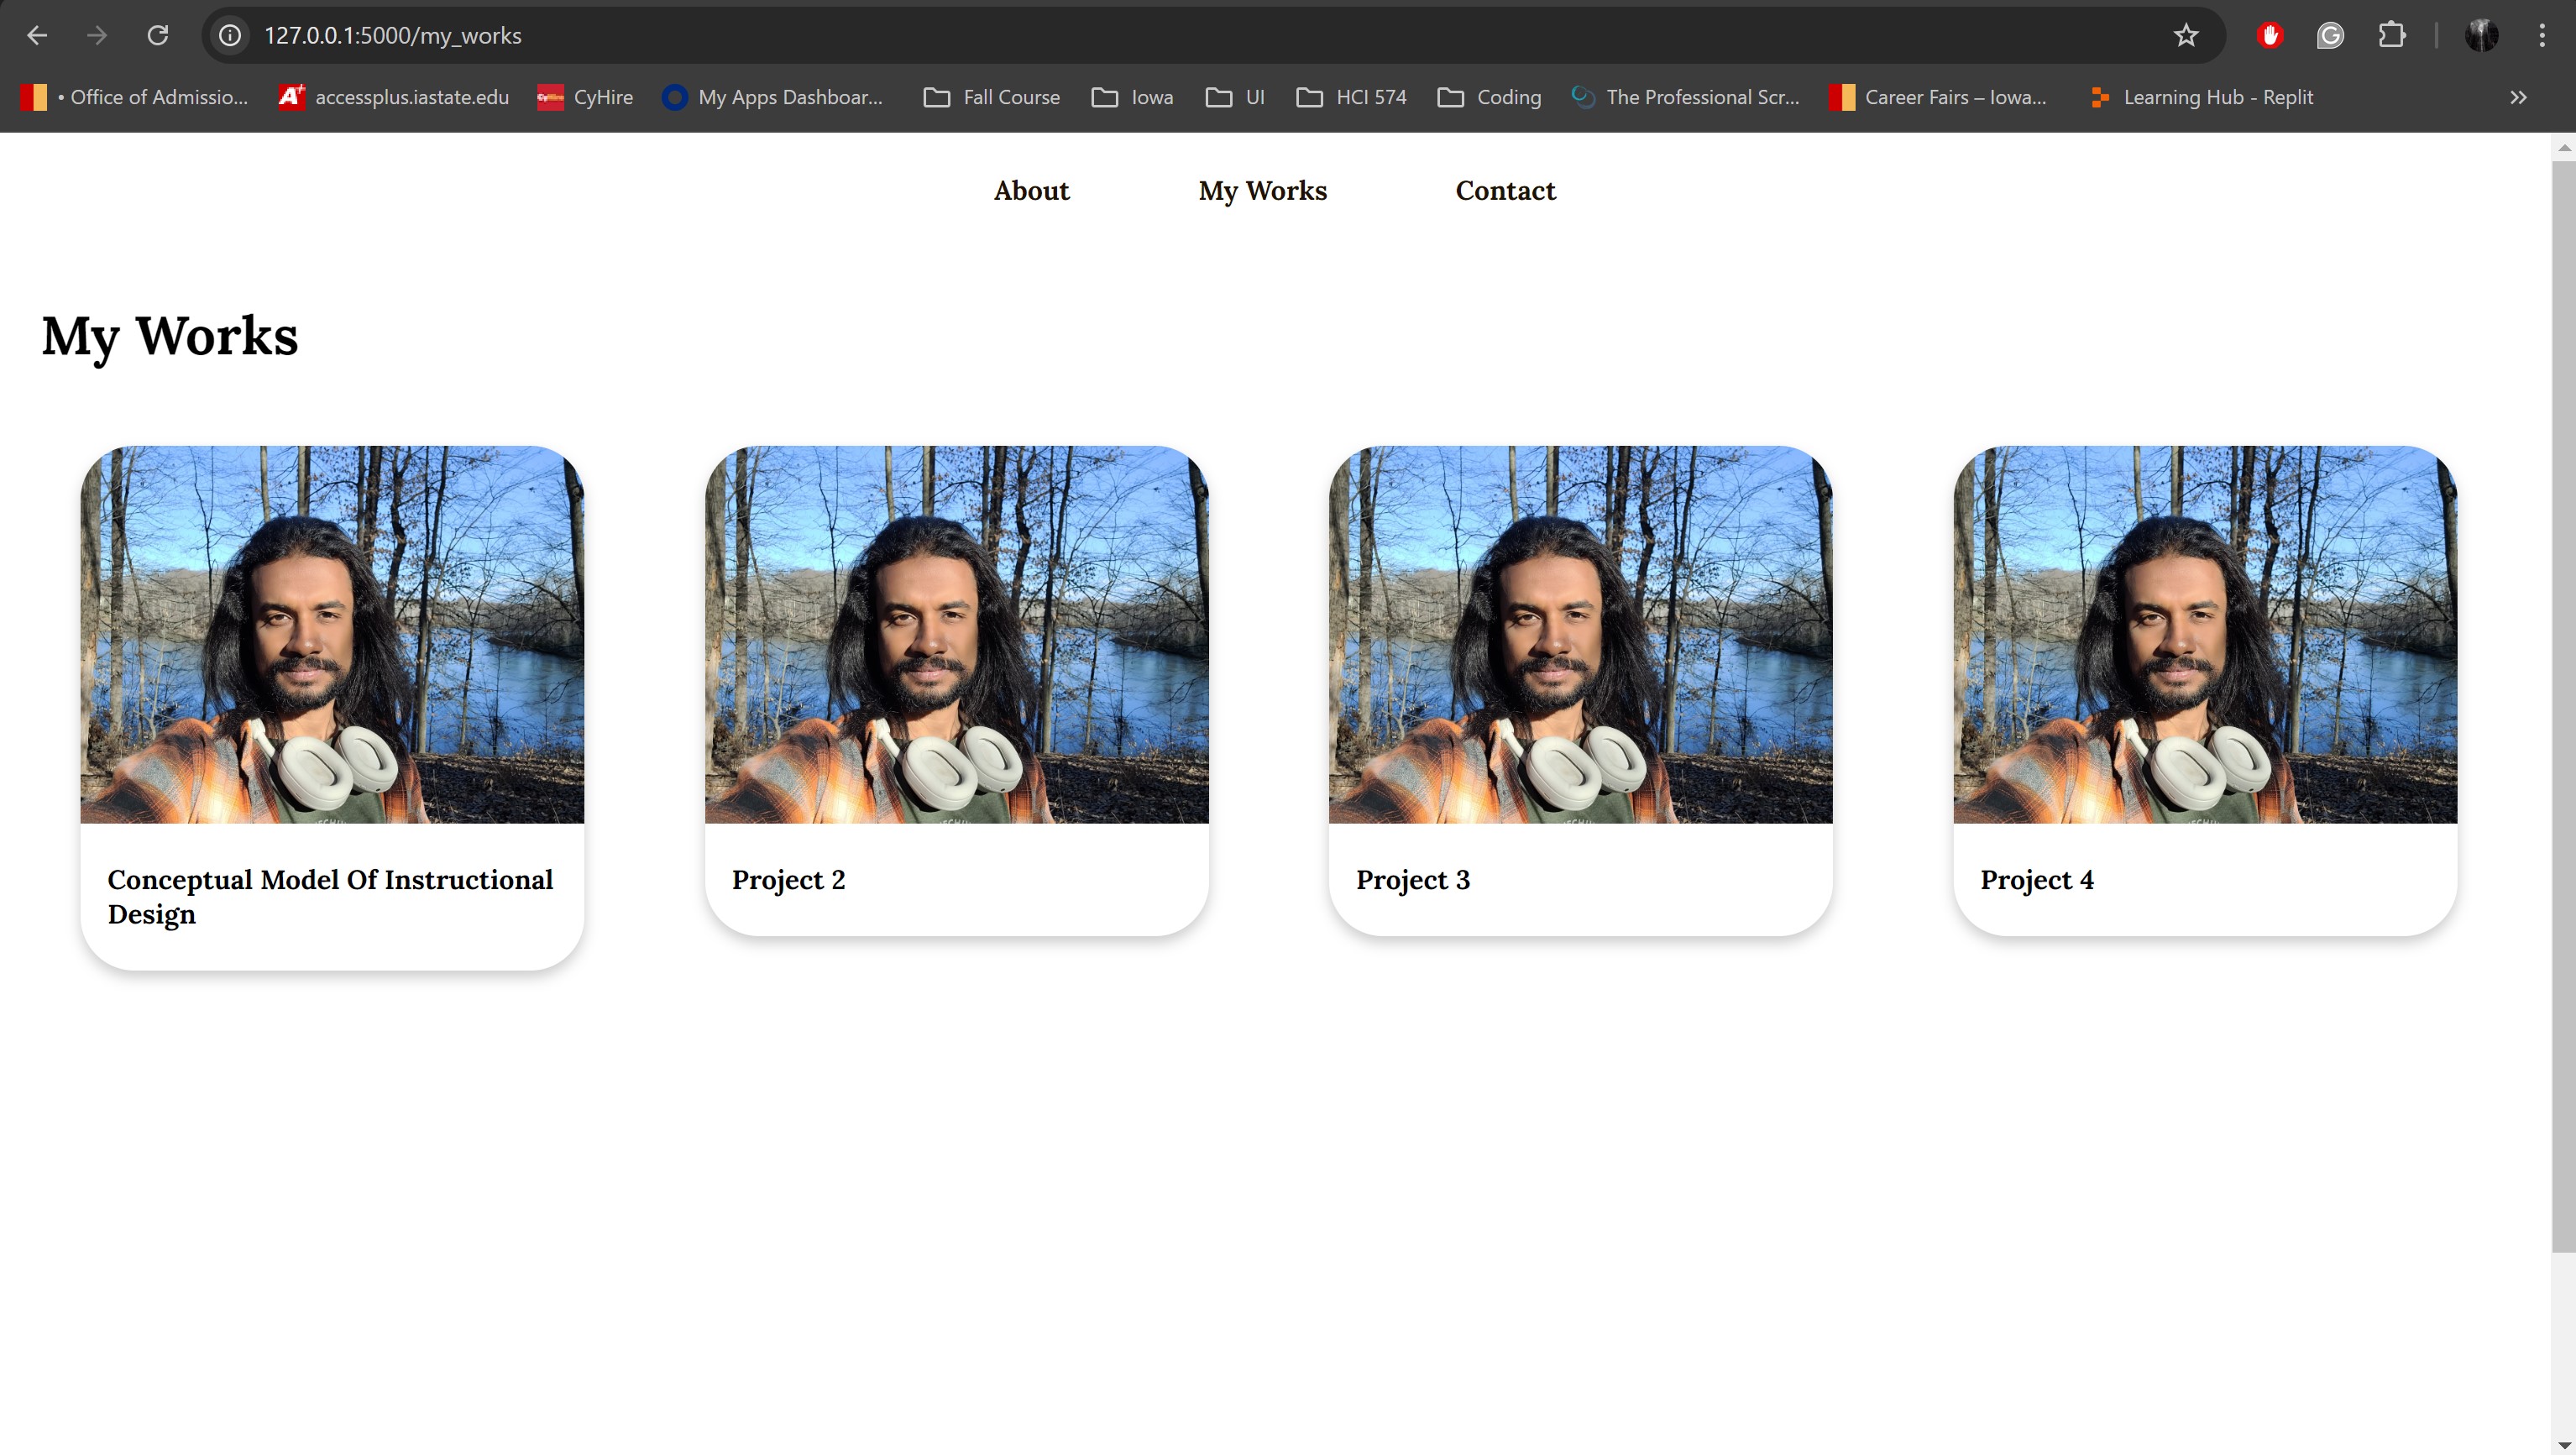 127.0.0.1:5000/my_works
• Office of Admissio...
A+ accessplus.iastate.edu
CyHire
My Apps Dashboar...
Fall Course
Iowa
UI
HCI 574
Coding
The Professional Scr...
Career Fairs – Iowa...
Learning Hub - Replit
About
My Works
Contact
My Works
Conceptual Model Of Instructional
Design
Project 2
Project 3
Project 4